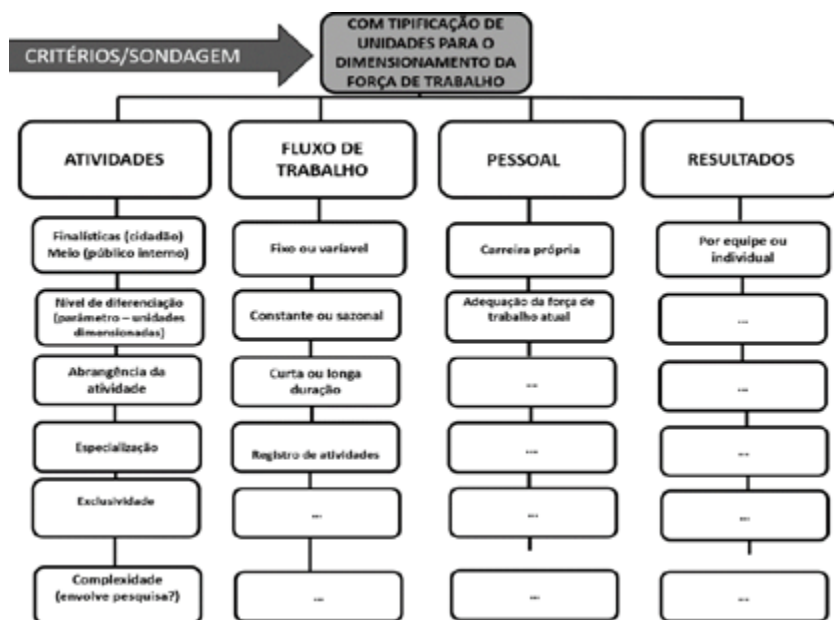 CRITÉRIOS/SONDAGEM
COM TIPIFICAÇÃO DE
UNIDADES PARA O
DIMENSIONAMENTO DA
FORÇA DE TRABALHO
ATIVIDADES
Finalísticas (cidadão)
Meio (público interno)
Nível de diferenciação
(parâmetro – unidades
dimensionadas)
Abrangência da
atividade
Especialização
Exclusividade
Complexidade
(envolve pesquisa?)
FLUXO DE
TRABALHO
Fixo ou variavel
Constante ou sazonal
Curta ou longa
duração
Registro de atividades
...
...
PESSOAL
Carreira própria
Adequação da força de
trabalho atual
...
...
...
...
RESULTADOS
Por equipe ou
individual
...
...
...
...
...